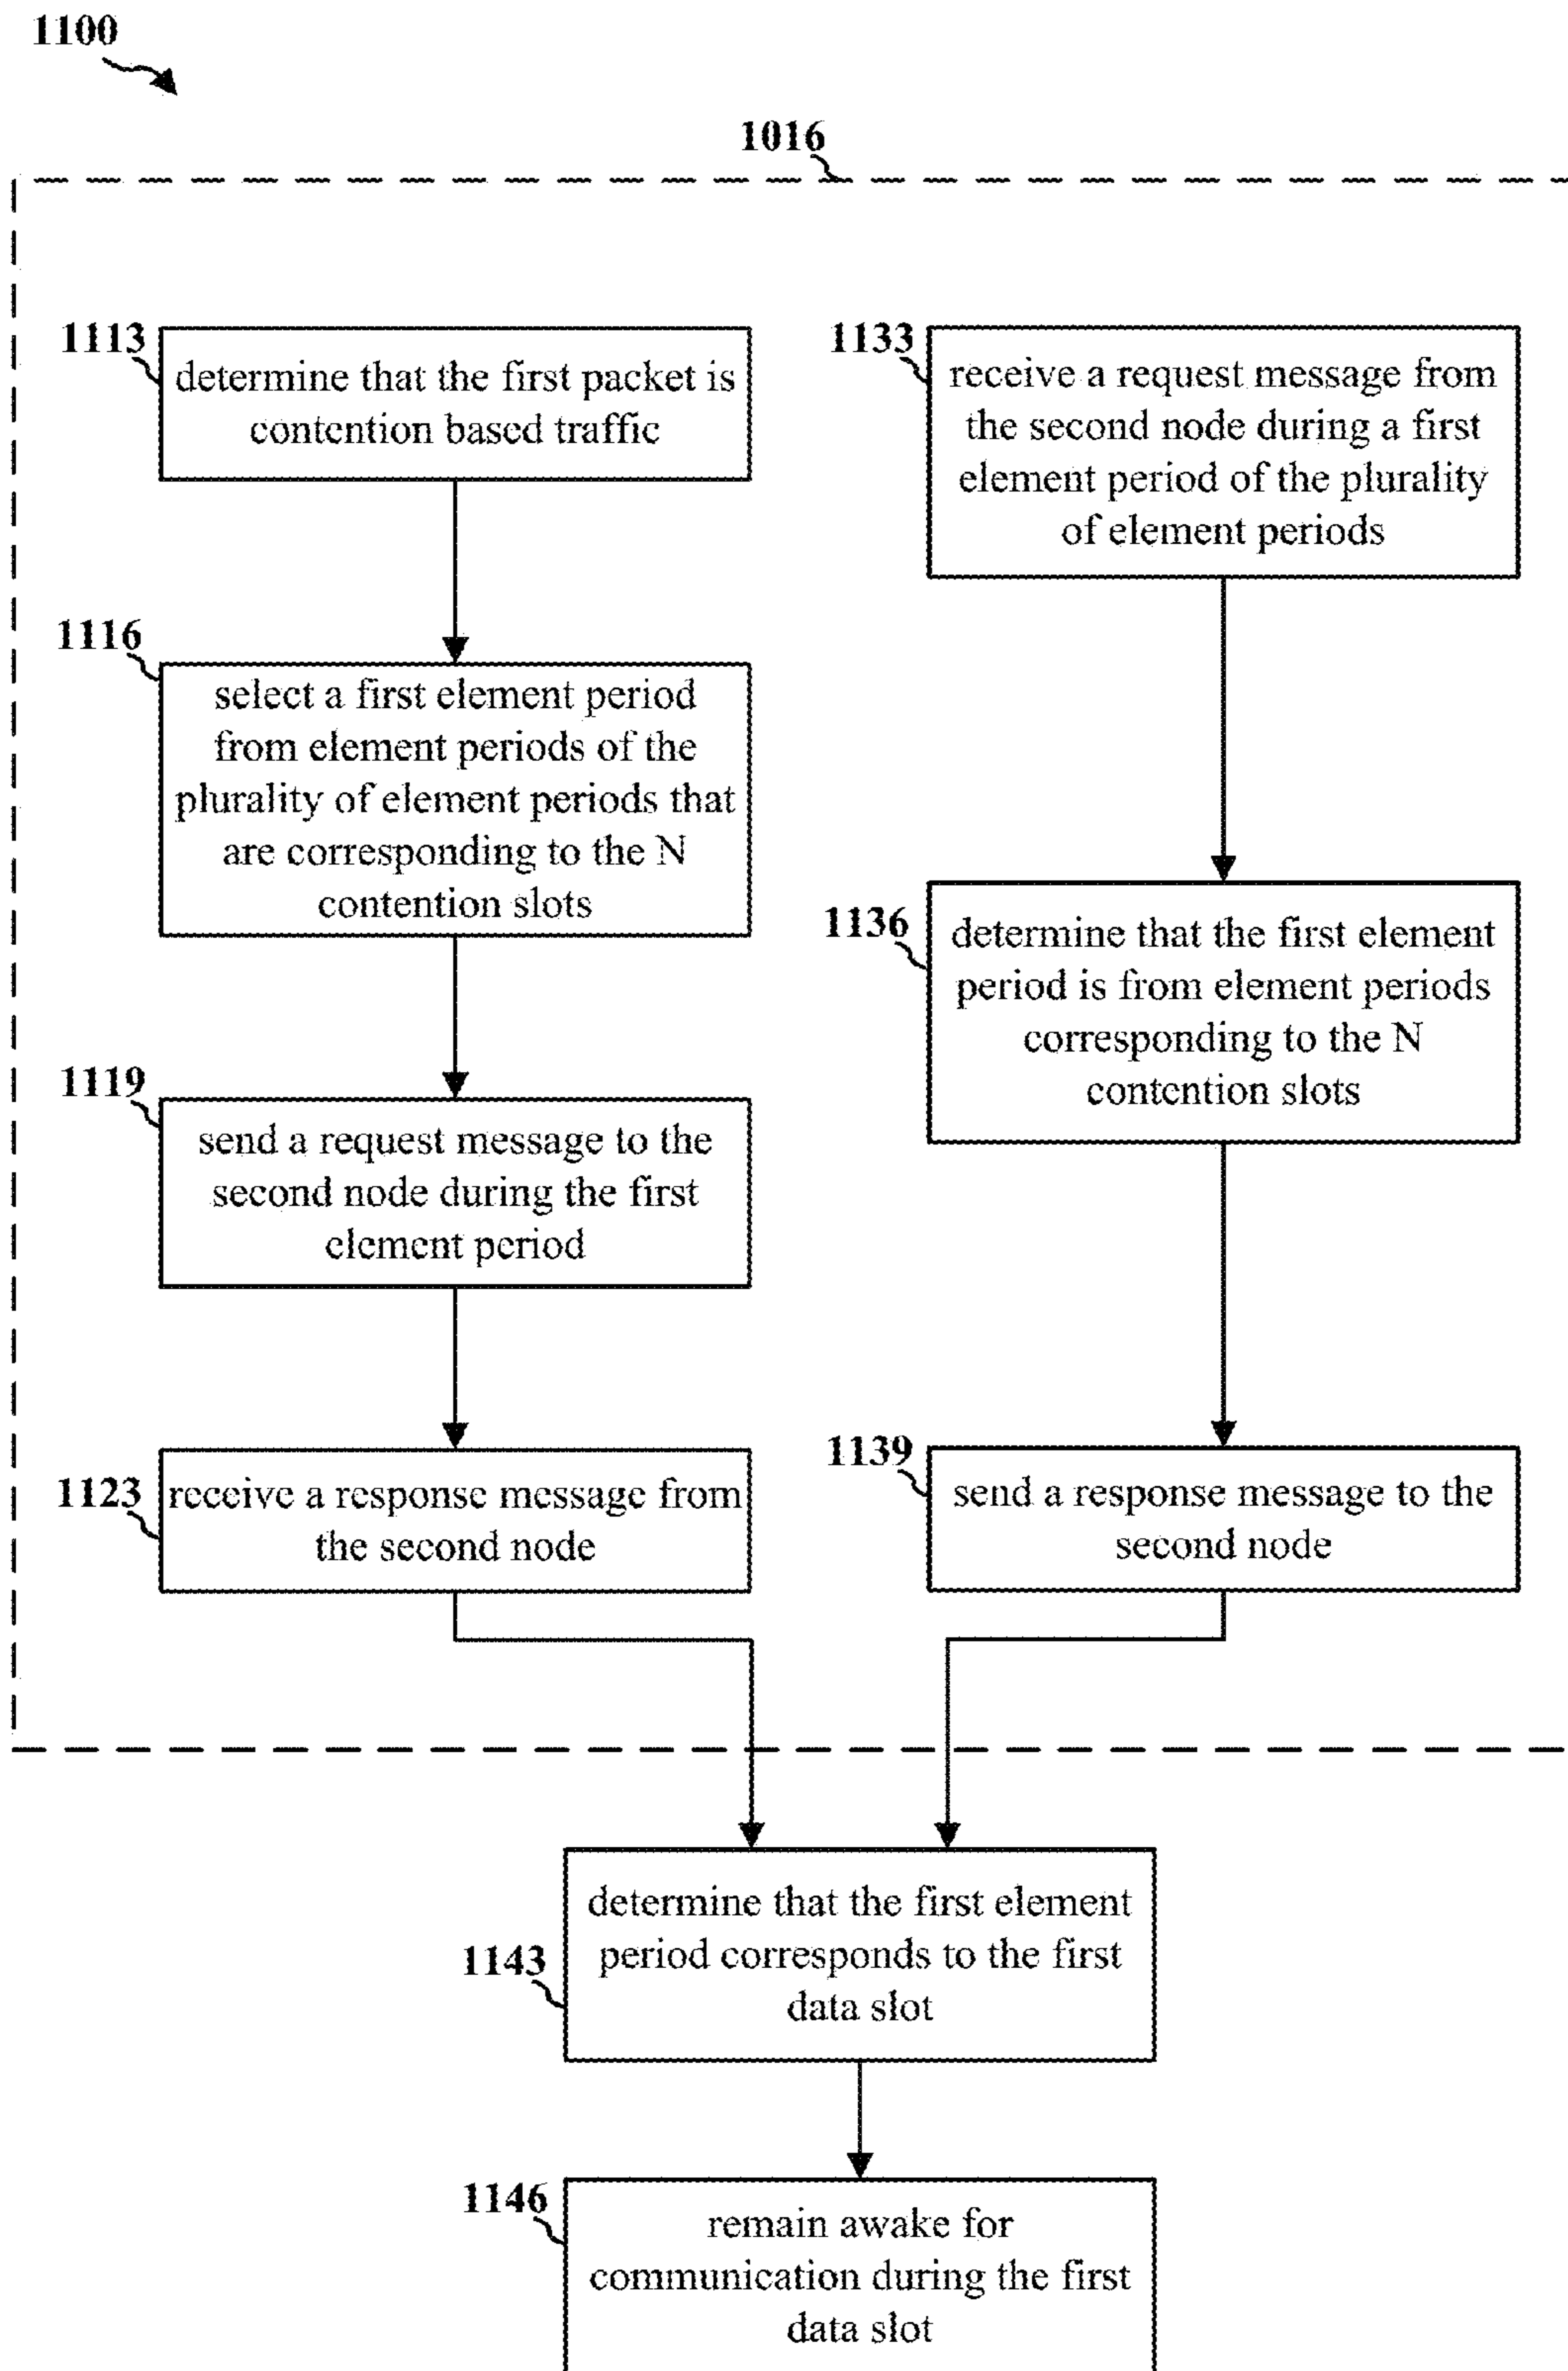 1100
1016
1113
determine that the first packet is
contention based traffic
1116
select a first element period
from element periods of the
plurality of element periods that
are corresponding to the N
contention slots
1119
send a request message to the
second node during the first
element period
1123
receive a response message from
the second node
1133
receive a request message from
the second node during a first
element period of the plurality
of element periods
1136
determine that the first element
period is from element periods
corresponding to the N
contention slots
1139
send a response message to the
second node
1143
determine that the first element
period corresponds to the first
data slot
1146
remain awake for
communication during the first
data slot